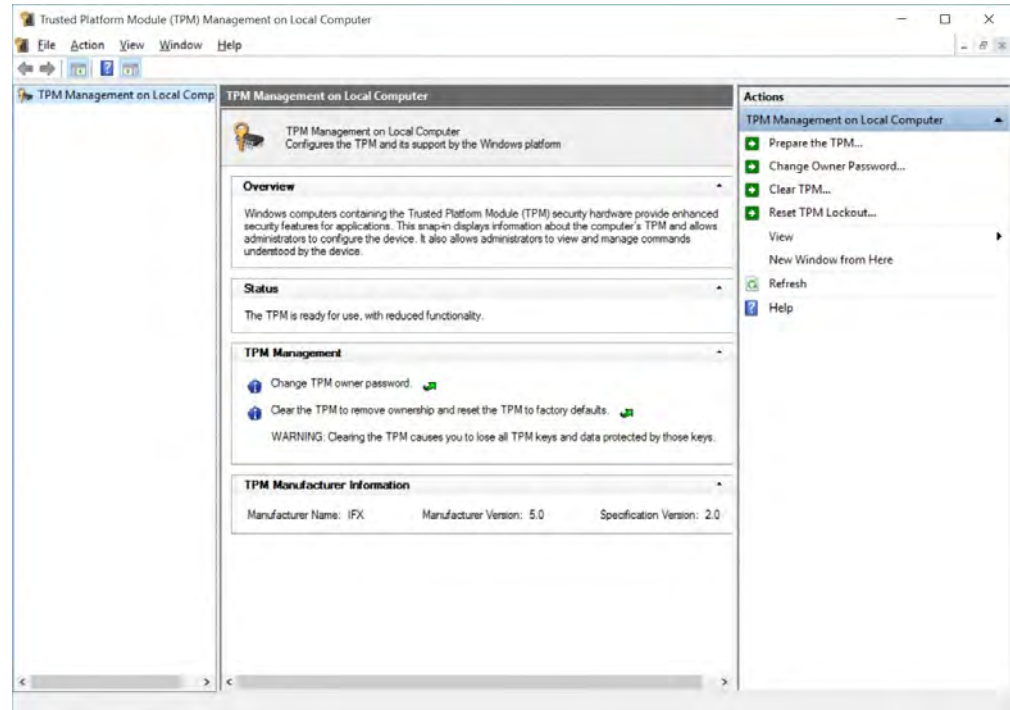 Trusted Platform Module (TPM) Management on Local Computer
File Action View Window Help
TPM Management on Local Comp
TPM Management on Local Computer
TPM Management on Local Computer
Configures the TPM and its support by the Windows platform
Overview
Windows computers containing the Trusted Platform Module (TPM) security hardware provide enhanced
security features for applications. This snap-in displays information about the computer's TPM and allows
administrators to configure the device. It also allows administrators to view and manage commands
understood by the device.
Status
The TPM is ready for use, with reduced functionality.
TPM Management
Change TPM owner password.
Clear the TPM to remove ownership and reset the TPM to factory defaults.
WARNING: Clearing the TPM causes you to lose all TPM keys and data protected by those keys.
TPM Manufacturer Information
Manufacturer Name: IFX Manufacturer Version: 5.0 Specification Version: 2.0
Actions
TPM Management on Local Computer
Prepare the TPM...
Change Owner Password...
Clear TPM...
Reset TPM Lockout...
View
New Window from Here
Refresh
Help